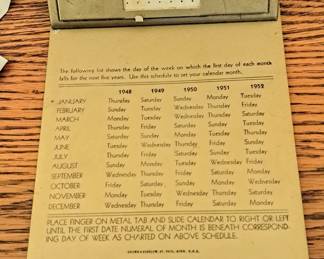 The following list shows the day of the week on which the first day of each month
falls for the next five years. Use this schedule to set your calendar month.
1948 1949 1950 1951 1952
JANUARY Thursday Saturday Sunday Monday Tuesday
FEBRUARY Sunday Tuesday Wednesday Thursday Friday
MARCH Monday Tuesday Wednesday Thursday Saturday
APRIL Thursday Friday Saturday Sunday Tuesday
MAY Saturday Sunday Monday Tuesday Thursday
JUNE Tuesday Wednesday Thursday Friday Sunday
JULY Thursday Friday Saturday Sunday Tuesday
AUGUST Sunday Monday Tuesday Wednesday Friday
SEPTEMBER Wednesday Thursday Friday Saturday Monday
OCTOBER Friday Saturday Sunday Monday Wednesday
NOVEMBER Monday Tuesday Wednesday Thursday Saturday
DECEMBER Wednesday Thursday Friday Saturday Monday
PLACE FINGER ON METAL TAB AND SLIDE CALENDAR TO RIGHT OR LEFT
UNTIL THE FIRST DATE NUMERAL OF MONTH IS BENEATH CORRESPOND-
ING DAY OF WEEK AS CHARTED ON ABOVE SCHEDULE.
BROWN & BIGELOW ST. PAUL, MINN. U.S.A.